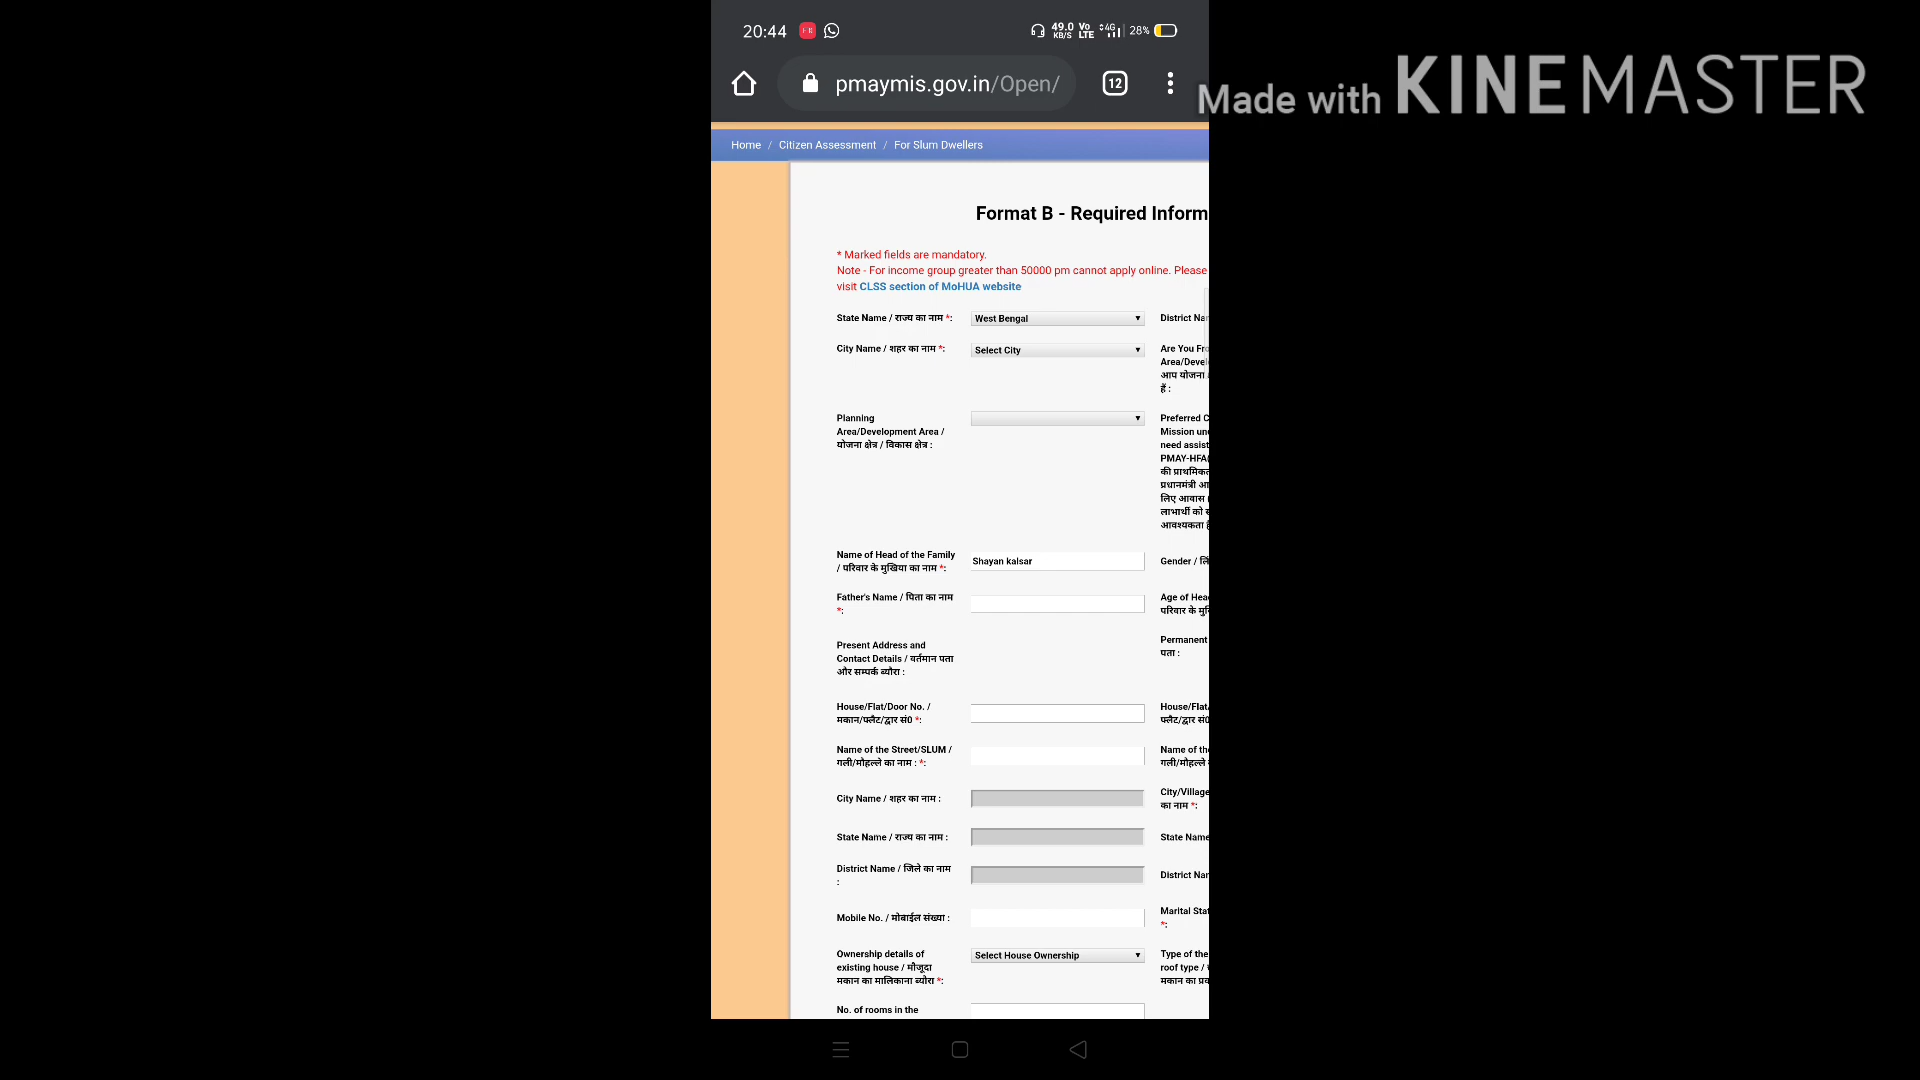 20:44 49.0 KB/S Vo LTE 4G 28%
pmaymis.gov.in/Open/ 12
Made with KINEMASTER
Home / Citizen Assessment / For Slum Dwellers
Format B - Required Inform
* Marked fields are mandatory.
Note - For income group greater than 50000 pm cannot apply online. Please
visit CLSS section of MoHUA website
State Name / राज्य का नाम *: West Bengal District Na
City Name / शहर का नाम *: Select City Are You Fro
Area/Devel
आप योजना
हैं :
Planning Preferred C
Area/Development Area / Mission un
योजना क्षेत्र / विकास क्षेत्र : need assist
PMAY-HFA(
की प्राथमिकत
प्रधानमंत्री आ
लिए आवास
लाभार्थी को स
आवश्यकता है
Name of Head of the Family Shayan kalsar Gender / लिं
/ परिवार के मुखिया का नाम *:
Father's Name / पिता का नाम Age of Hea
*: परिवार के मुि
Present Address and Permanent
Contact Details / वर्तमान पता पता :
और सम्पर्क ब्यौरा :
House/Flat/Door No. / House/Flat/
मकान/फ्लैट/द्वार सं0 *: फ्लैट/द्वार सं0
Name of the Street/SLUM / Name of the
गली/मौहल्ले का नाम : *: गली/मौहल्ले
City Name / शहर का नाम : City/Village
का नाम *:
State Name / राज्य का नाम : State Name
District Name / जिले का नाम District Nar
:
Mobile No. / मोबाईल संख्या : Marital Stat
*:
Ownership details of Select House Ownership Type of the
existing house / मौजूदा roof type /
मकान का मालिकाना ब्यौरा *: मकान का प्रक
No. of rooms in the